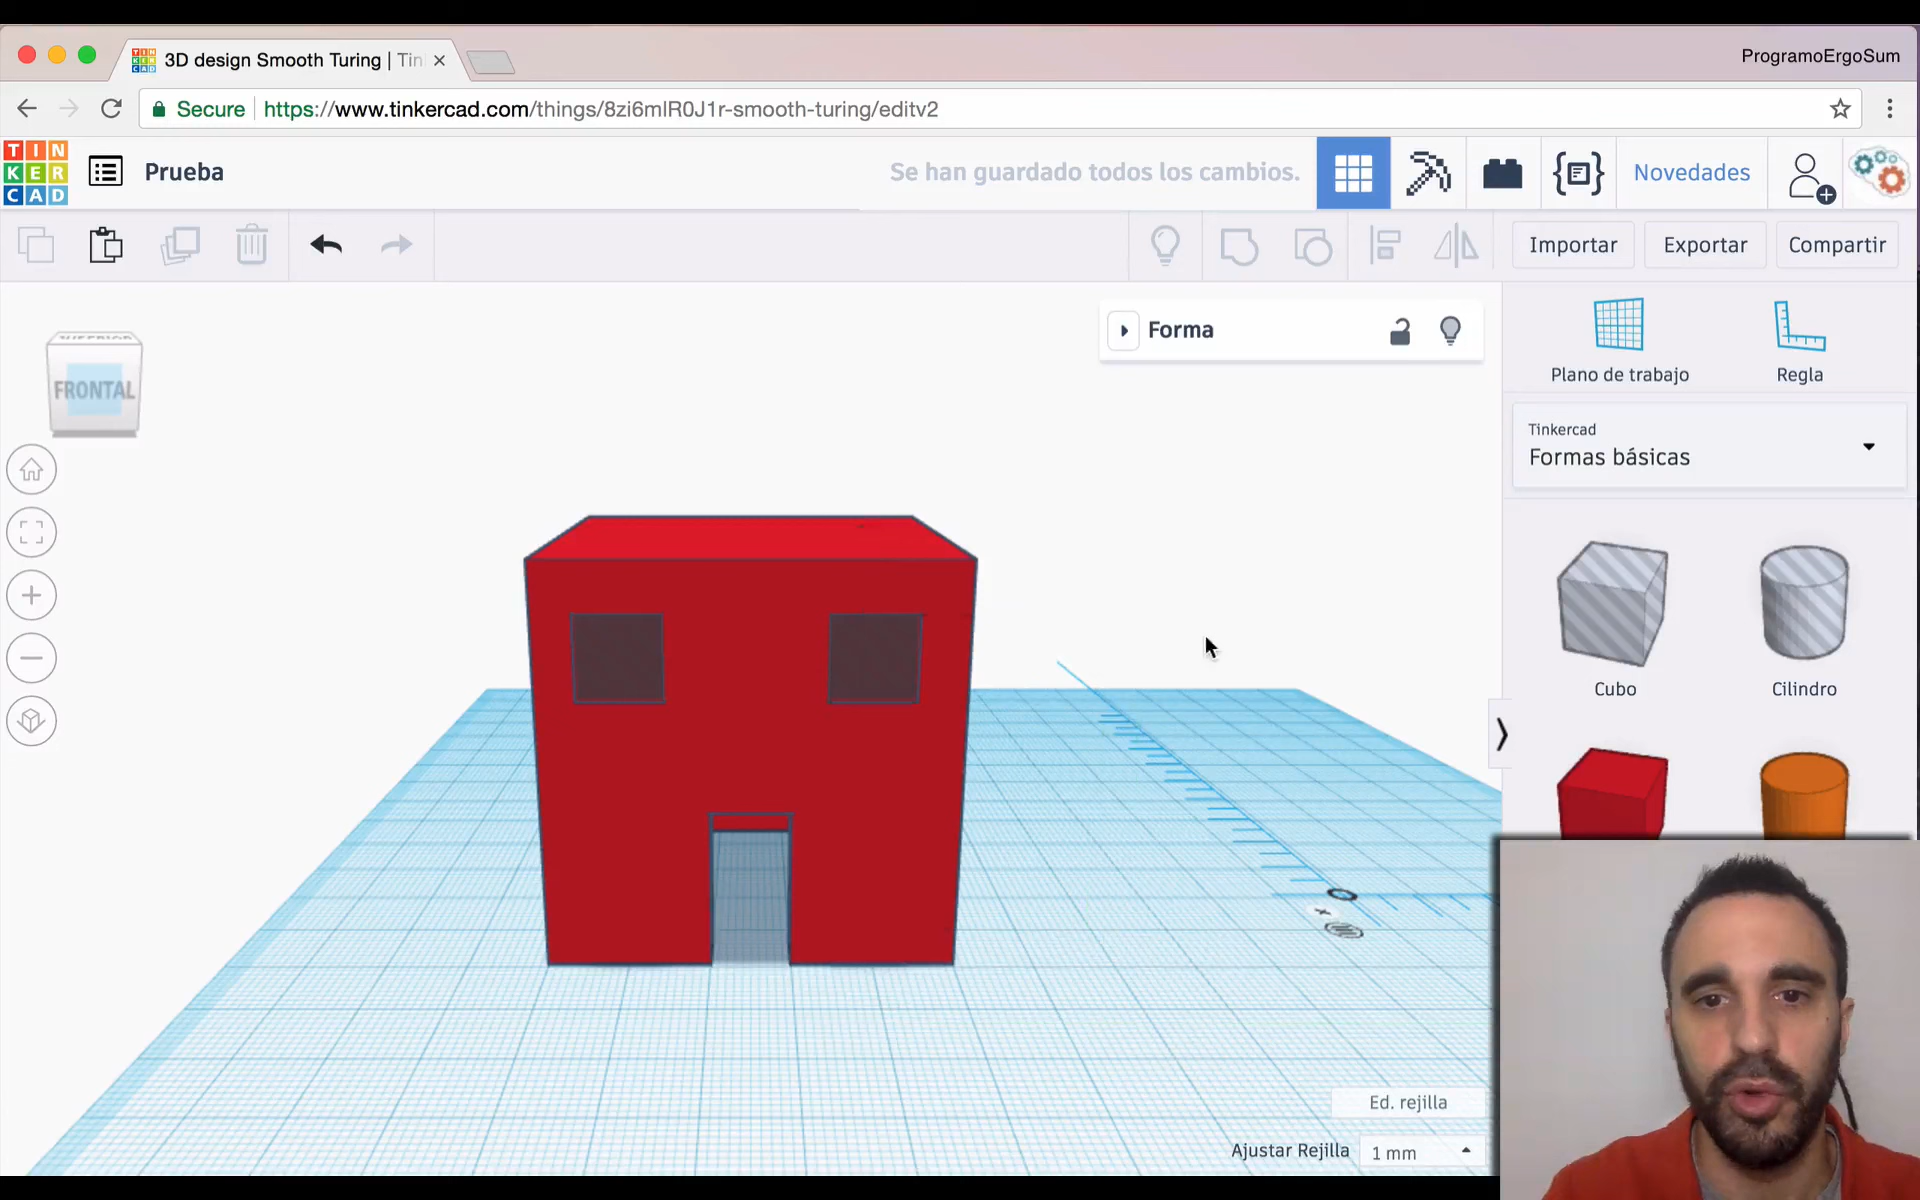 3D design Smooth Turing | Tin
ProgramoErgoSum
Secure https://www.tinkercad.com/things/8zi6mlR0J1r-smooth-turing/editv2
TIN
KER
CAD
Prueba
Se han guardado todos los cambios.
Novedades
Importar
Exportar
Compartir
Forma
FRONTAL
Plano de trabajo
Regla
Tinkercad
Formas básicas
Cubo
Cilindro
Ed. rejilla
Ajustar Rejilla 1 mm